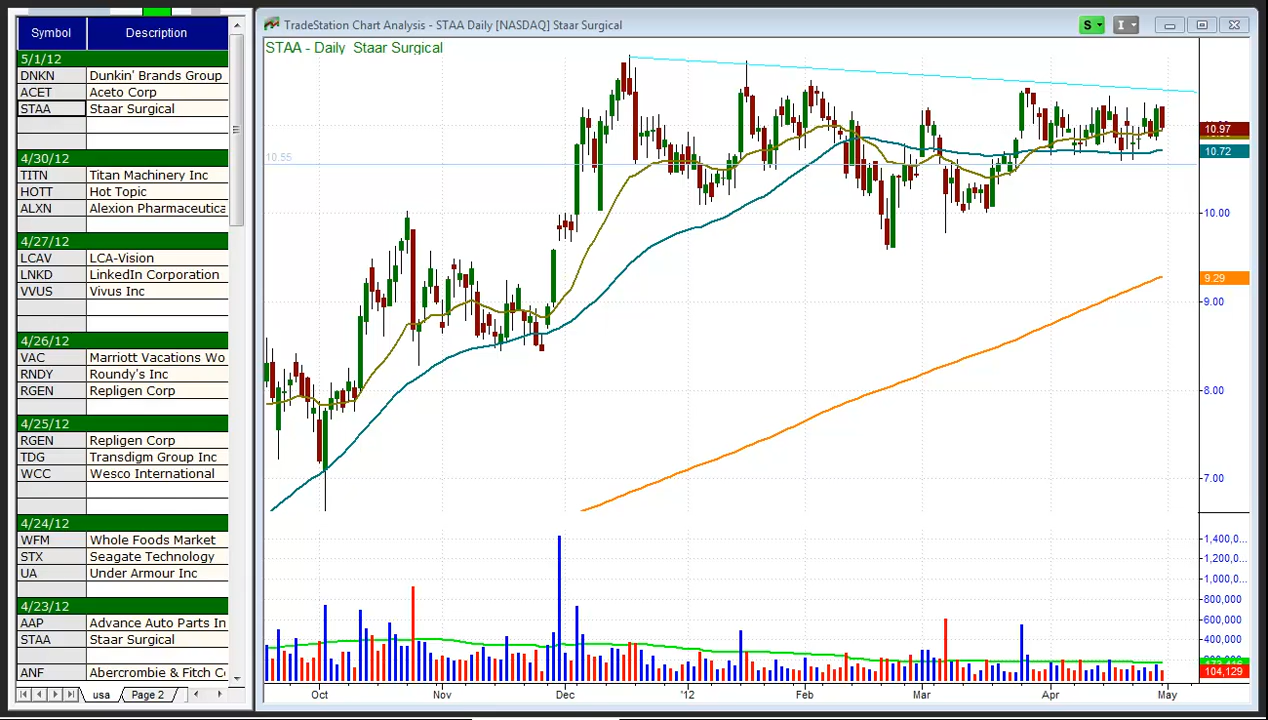 Symbol Description
5/1/12
DNKN Dunkin' Brands Group
ACET Aceto Corp
STAA Staar Surgical
4/30/12
TITN Titan Machinery Inc
HOTT Hot Topic
ALXN Alexion Pharmaceutica
4/27/12
LCAV LCA-Vision
LNKD LinkedIn Corporation
VVUS Vivus Inc
4/26/12
VAC Marriott Vacations Wo
RNDY Roundy's Inc
RGEN Repligen Corp
4/25/12
RGEN Repligen Corp
TDG Transdigm Group Inc
WCC Wesco International
4/24/12
WFM Whole Foods Market
STX Seagate Technology
UA Under Armour Inc
4/23/12
AAP Advance Auto Parts In
STAA Staar Surgical
ANF Abercrombie & Fitch C
usa Page 2
TradeStation Chart Analysis - STAA Daily [NASDAQ] Staar Surgical
S I
STAA - Daily Staar Surgical
10.55
10.97
10.72
10.00
9.29
9.00
8.00
7.00
1,400,0...
1,200,0...
1,000,0...
800,000
600,000
400,000
104,129
Oct Nov Dec '12 Feb Mar Apr May